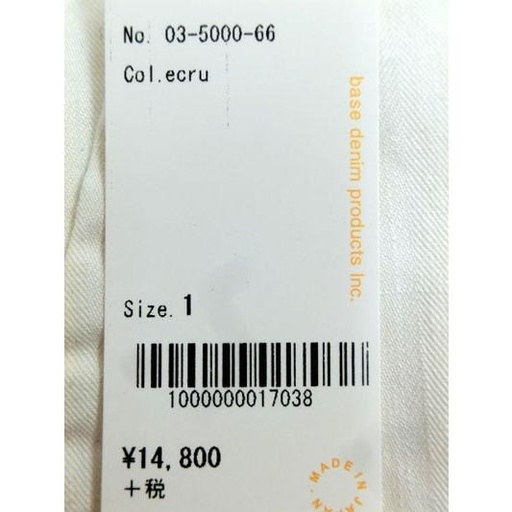 No. 03-5000-66
Col.ecru
base denim products Inc.
Size. 1
1000000017038
¥14,800
+税
MADE IN JAPAN.